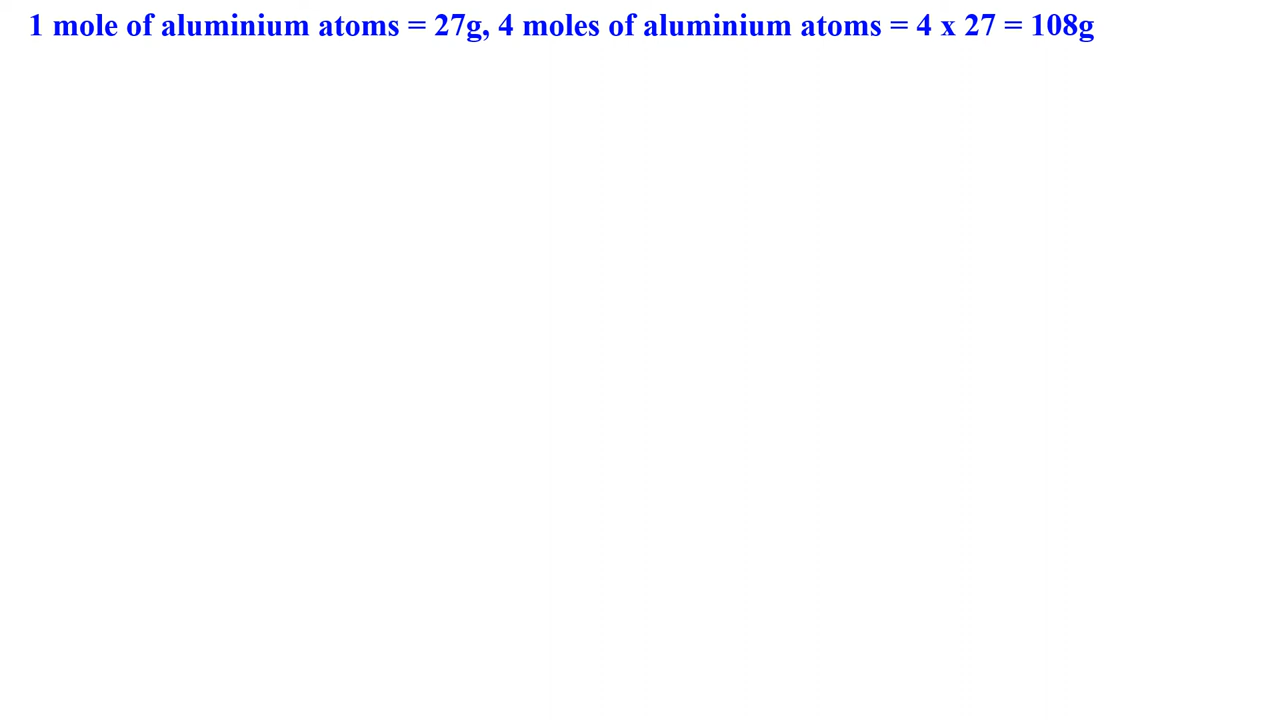 1 mole of aluminium atoms = 27g, 4 moles of aluminium atoms = 4 x 27 = 108g